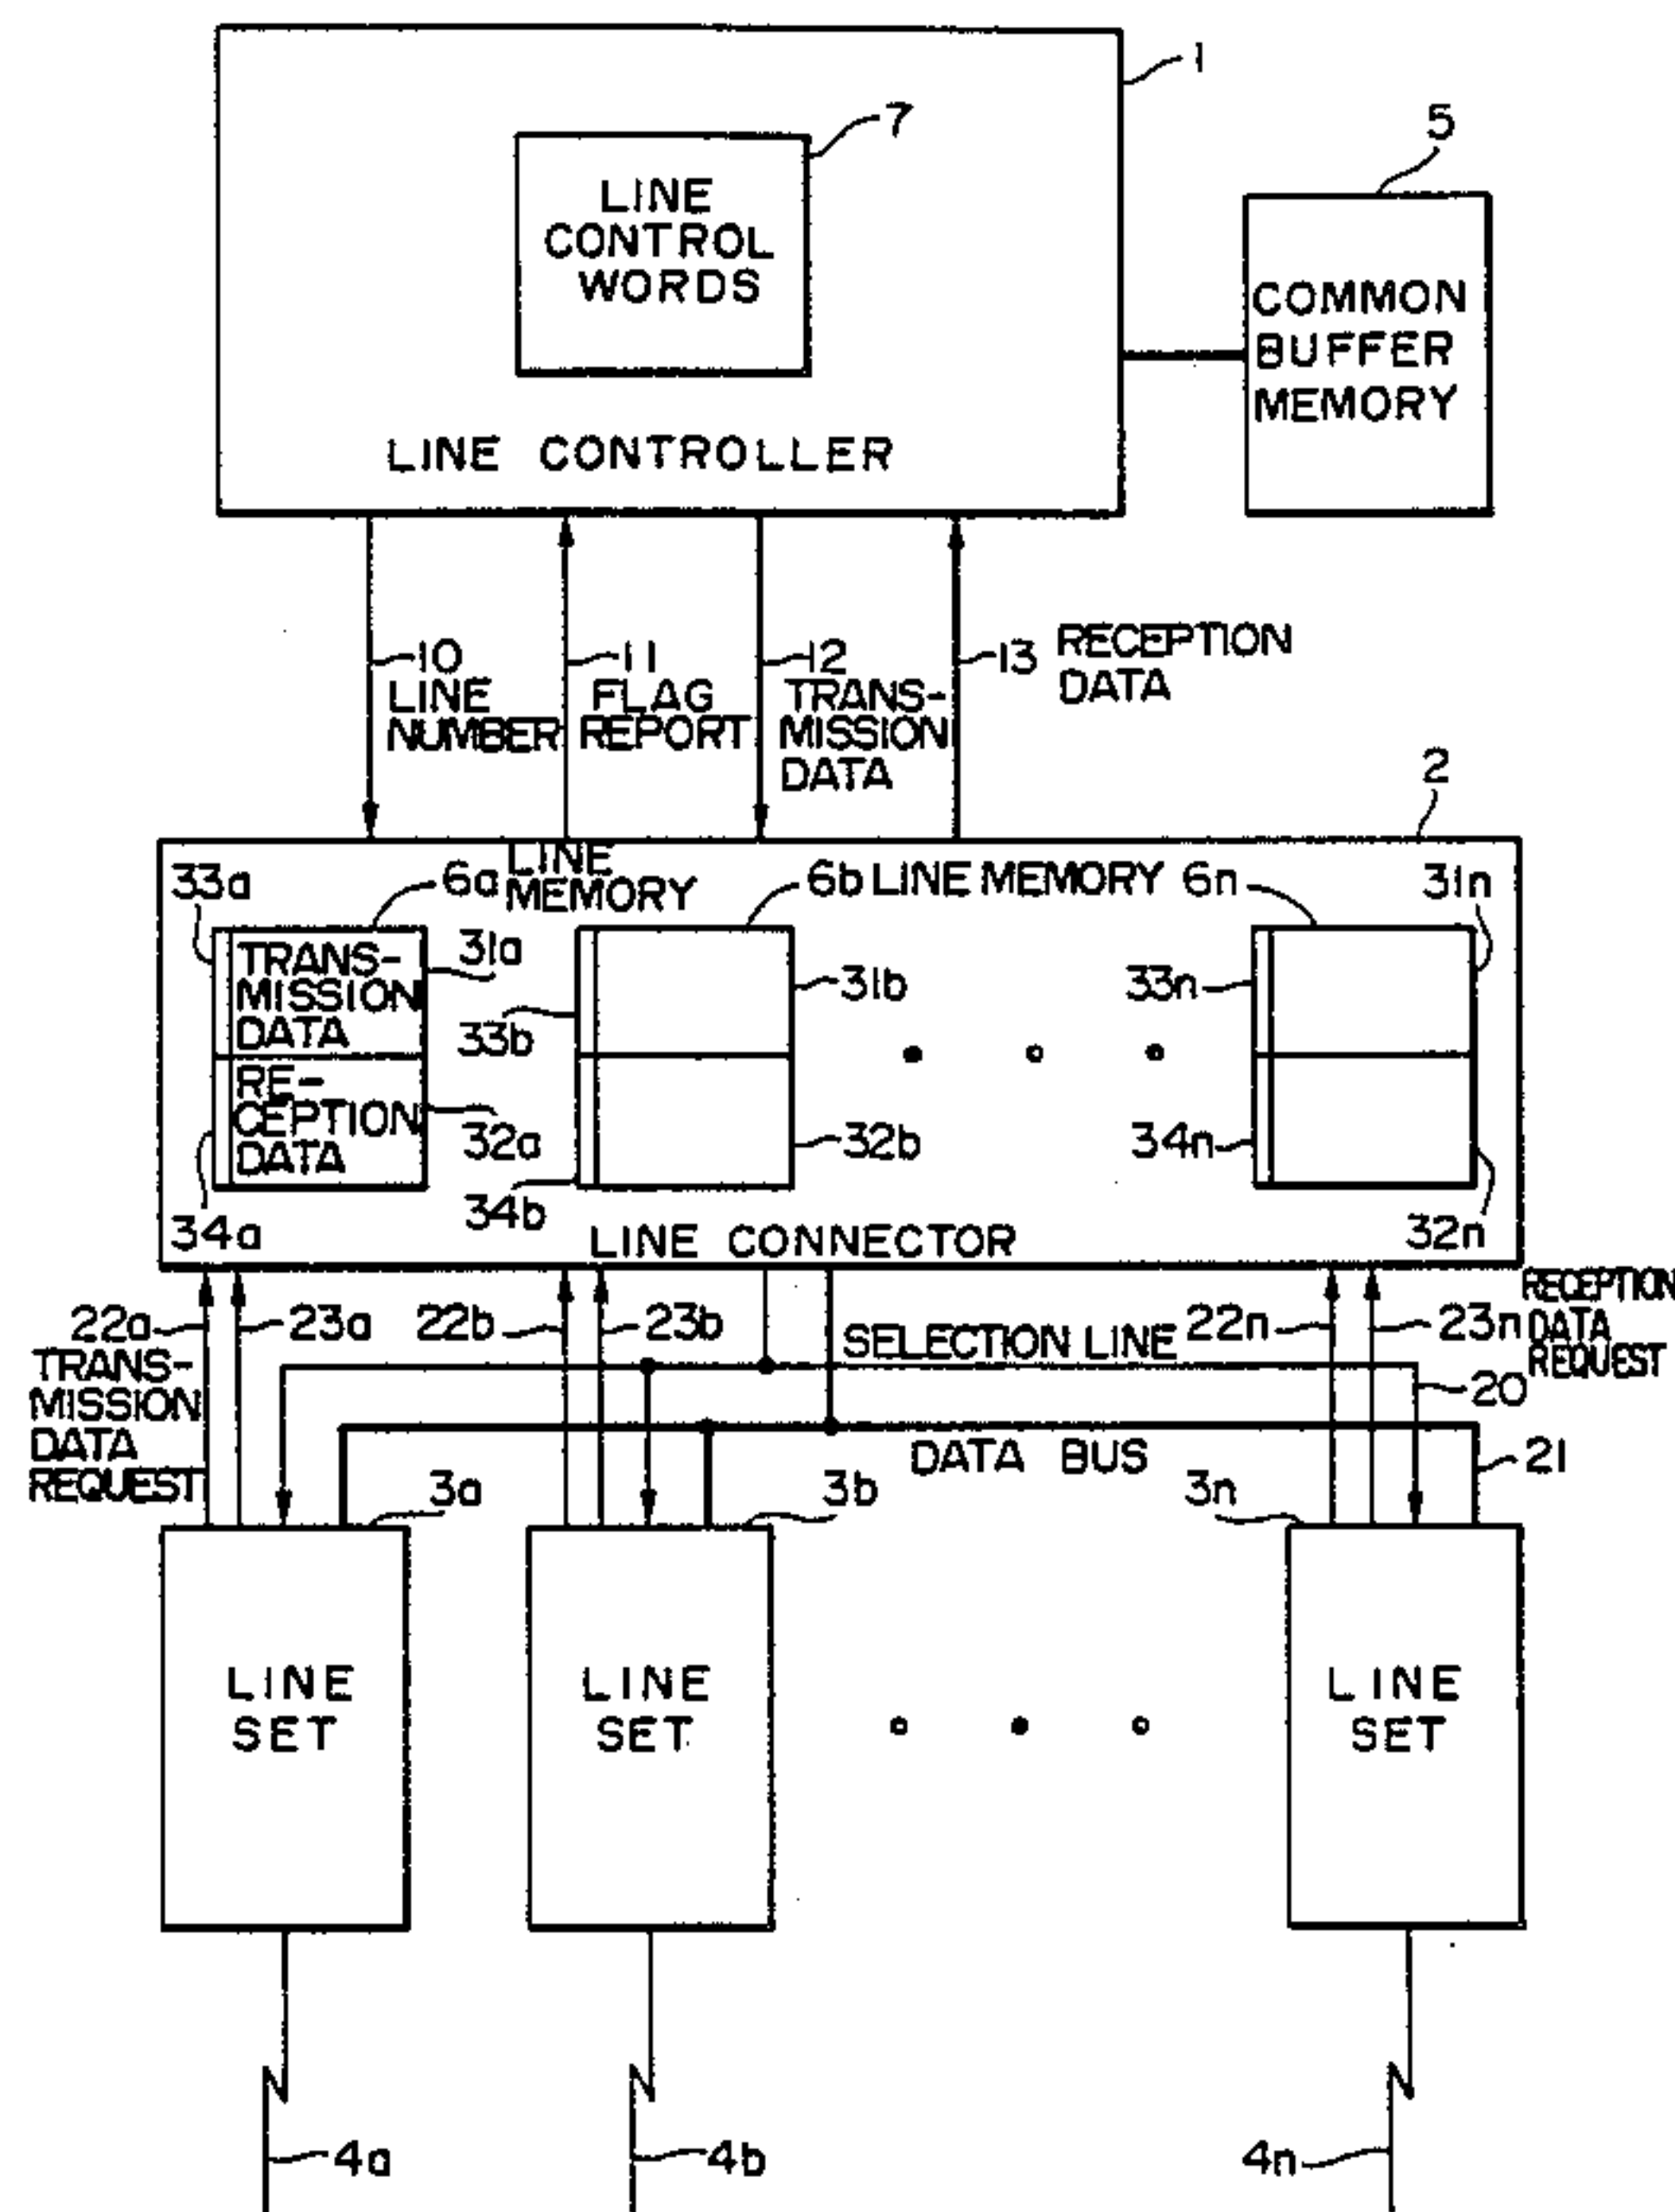 1
7
5
LINE
CONTROL
WORDS
COMMON
BUFFER
MEMORY
LINE CONTROLLER
10
LINE
NUMBER
11
FLAG
REPORT
12
TRANS-
MISSION
DATA
13 RECEPTION
DATA
2
33a
6a LINE
MEMORY
6b LINE MEMORY 6n
31n
TRANS-
MISSION
DATA
31a
33b
31b
33n
RE-
CEPTION
DATA
32a
34b
32b
34n
34a
32n
LINE CONNECTOR
22a
TRANS-
MISSION
DATA
REQUEST
23a
22b
23b
SELECTION LINE
22n
23n
RECEPTION
DATA
REQUEST
20
DATA BUS
21
3a
3b
3n
LINE
SET
LINE
SET
LINE
SET
4a
4b
4n